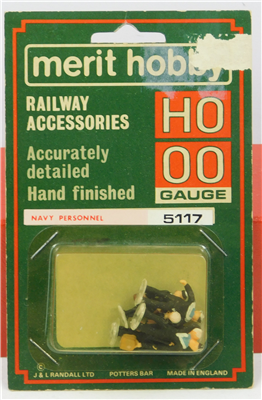 merit hobby
RAILWAY
ACCESSORIES
HO
Accurately
detailed
Hand finished
OO
GAUGE
NAVY PERSONNEL
5117
©
J & L RANDALL LTD POTTERS BAR MADE IN ENGLAND